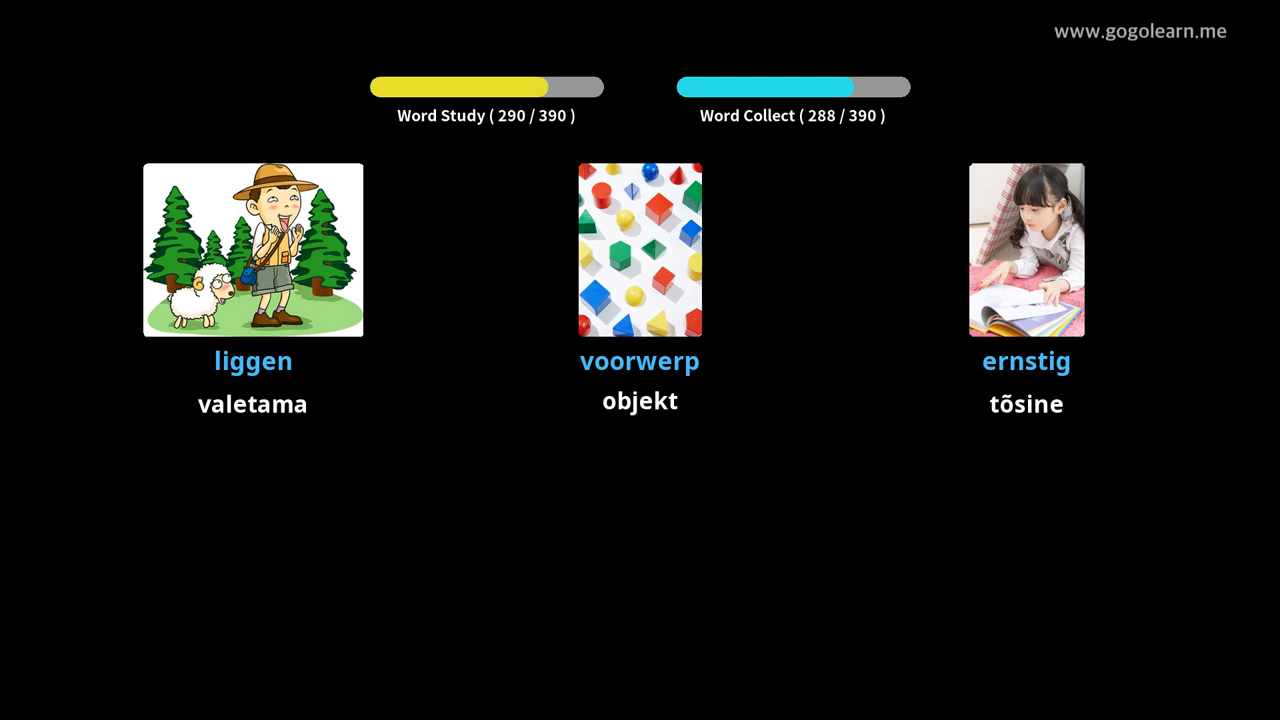 www.gogolearn.me
Word Study ( 290 / 390 )
Word Collect ( 288 / 390 )
liggen
valetama
voorwerp
objekt
ernstig
tõsine